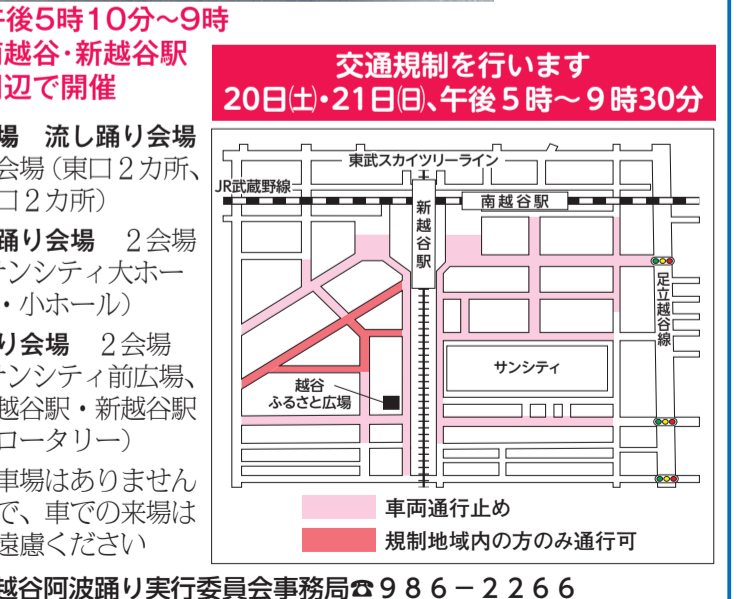 午後5時10分～9時
南越谷･新越谷駅
周辺で開催
場　流し踊り会場
会場（東口２カ所、
口２カ所）
踊り会場　２会場
サンシティ大ホー
・小ホール）
り会場　２会場
サンシティ前広場、
越谷駅・新越谷駅
ロータリー）
車場はありません
で、車での来場は
遠慮ください
交通規制を行います
20日㈯･21日㈰、午後５時～９時30分
東武スカイツリーライン
JR武蔵野線
新越谷駅
南越谷駅
足立越谷線
サンシティ
越谷
ふるさと広場
車両通行止め
規制地域内の方のみ通行可
越谷阿波踊り実行委員会事務局☎９８６－２２６６